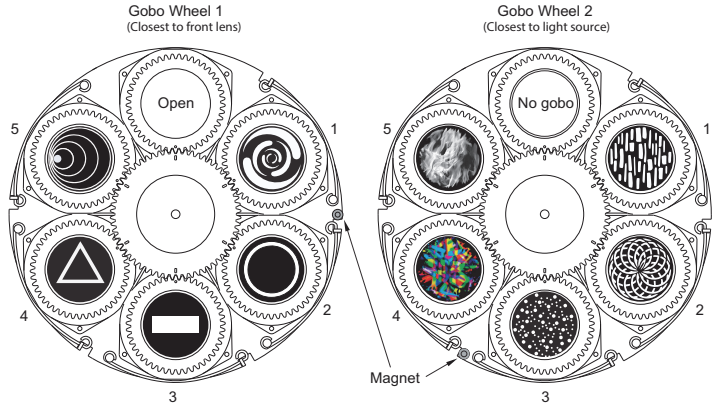 Gobo Wheel 1
(Closest to front lens)
Gobo Wheel 2
(Closest to light source)
Open
No gobo
5
1
5
1
4
2
4
2
Magnet
3
3